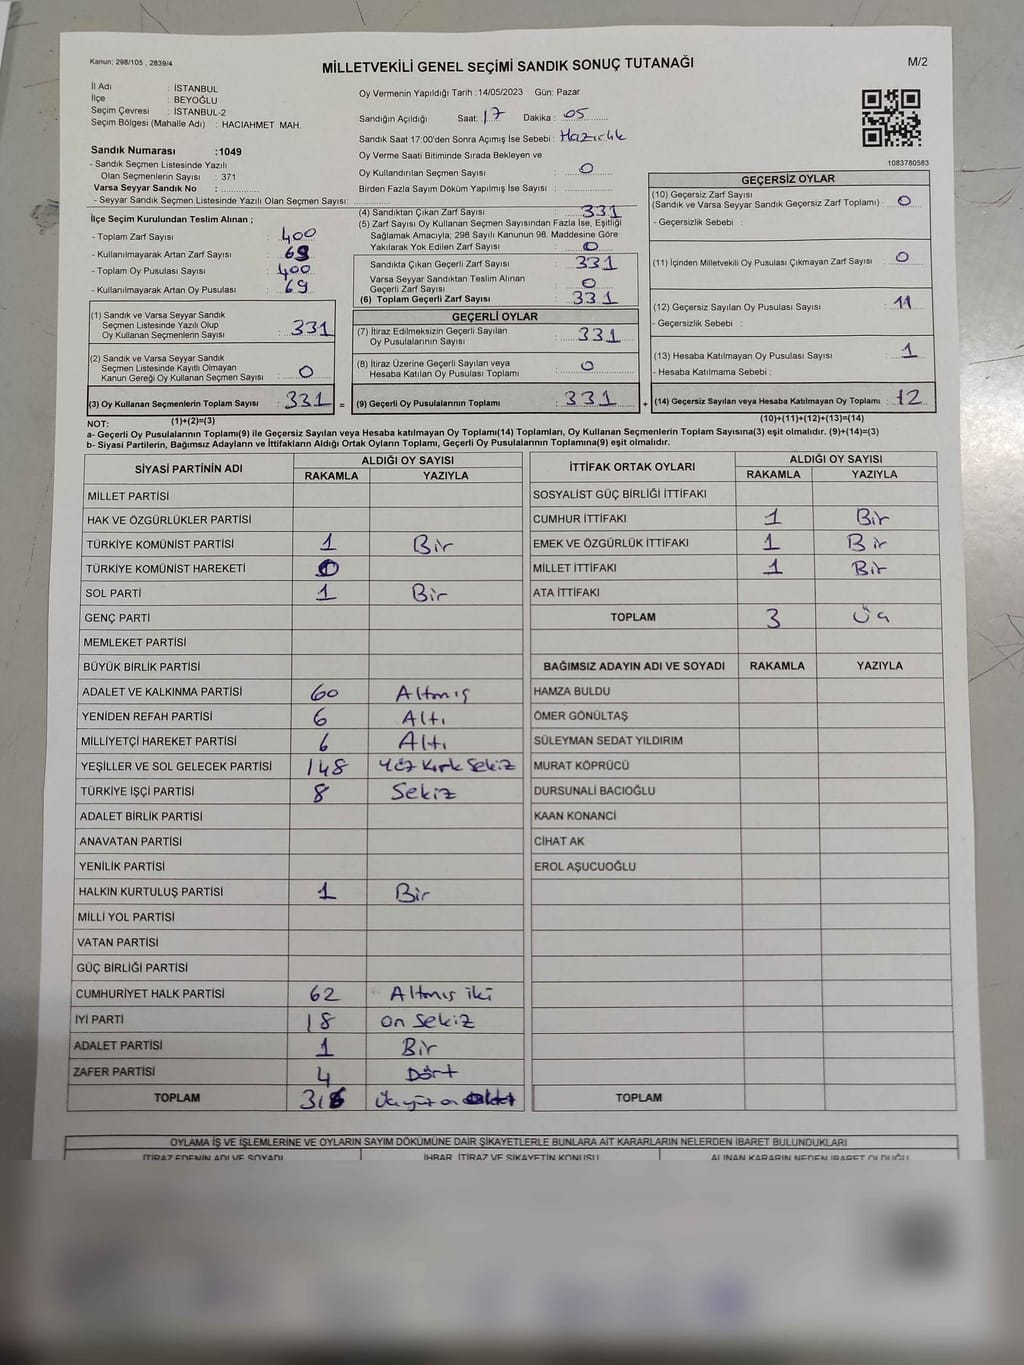 Kanun; 298/105 , 2839/4
MİLLETVEKİLİ GENEL SEÇİMİ SANDIK SONUÇ TUTANAĞI
M/2
İl Adı : İSTANBUL
İlçe : BEYOĞLU
Seçim Çevresi : İSTANBUL-2
Seçim Bölgesi (Mahalle Adı) : HACIAHMET MAH.
Oy Vermenin Yapıldığı Tarih :14/05/2023 Gün: Pazar
Sandığın Açıldığı Saat: 17 Dakika : 05
Sandık Saat 17:00'den Sonra Açımış İse Sebebi : Hazırlık
Oy Verme Saati Bitiminde Sırada Bekleyen ve
Oy Kullandırılan Seçmen Sayısı : 0
Birden Fazla Sayım Döküm Yapılmış İse Sayısı :
1083780583
Sandık Numarası :1049
- Sandık Seçmen Listesinde Yazılı
Olan Seçmenlerin Sayısı : 371
Varsa Seyyar Sandık No :
- Seyyar Sandık Seçmen Listesinde Yazılı Olan Seçmen Sayısı:
İlçe Seçim Kurulundan Teslim Alınan ;
- Toplam Zarf Sayısı : 400
- Kullanılmayarak Artan Zarf Sayısı : 69
- Toplam Oy Pusulası Sayısı : 400
- Kullanılmayarak Artan Oy Pusulası : 69
(1) Sandık ve Varsa Seyyar Sandık
Seçmen Listesinde Yazılı Olup
Oy Kullanan Seçmenlerin Sayısı : 331
(2) Sandık ve Varsa Seyyar Sandık
Seçmen Listesinde Kayıtlı Olmayan
Kanun Gereği Oy Kullanan Seçmen Sayısı : 0
(3) Oy Kullanan Seçmenlerin Toplam Sayısı : 331 =
(1)+(2)=(3)
(4) Sandıktan Çıkan Zarf Sayısı : 331
(5) Zarf Sayısı Oy Kullanan Seçmen Sayısından Fazla İse, Eşitliği
Sağlamak Amacıyla; 298 Sayılı Kanunun 98. Maddesine Göre
Yakılarak Yok Edilen Zarf Sayısı : 0
Sandıkta Çıkan Geçerli Zarf Sayısı : 331
Varsa Seyyar Sandıktan Teslim Alınan
Geçerli Zarf Sayısı : 0
(6) Toplam Geçerli Zarf Sayısı : 331
GEÇERLİ OYLAR
(7) İtiraz Edilmeksizin Geçerli Sayılan
Oy Pusulalarının Sayısı : 331
(8) İtiraz Üzerine Geçerli Sayılan veya
Hesaba Katılan Oy Pusulası Toplamı : 0
(9) Geçerli Oy Pusulalarının Toplamı : 331 +
GEÇERSİZ OYLAR
(10) Geçersiz Zarf Sayısı
(Sandık ve Varsa Seyyar Sandık Geçersiz Zarf Toplamı) : 0
- Geçersizlik Sebebi :
(11) İçinden Milletvekili Oy Pusulası Çıkmayan Zarf Sayısı : 0
(12) Geçersiz Sayılan Oy Pusulası Sayısı : 11
- Geçersizlik Sebebi :
(13) Hesaba Katılmayan Oy Pusulası Sayısı : 1
- Hesaba Katılmama Sebebi :
(14) Geçersiz Sayılan veya Hesaba Katılmayan Oy Toplamı : 12
(10)+(11)+(12)+(13)=(14)
NOT:
a- Geçerli Oy Pusulalarının Toplamı(9) ile Geçersiz Sayılan veya Hesaba katılmayan Oy Toplamı(14) Toplamları, Oy Kullanan Seçmenlerin Toplam Sayısına(3) eşit olmalıdır. (9)+(14)=(3)
b- Siyasi Partilerin, Bağımsız Adayların ve İttifakların Aldığı Ortak Oyların Toplamı, Geçerli Oy Pusulalarının Toplamına(9) eşit olmalıdır.
SİYASİ PARTİNİN ADI ALDIĞI OY SAYISI
RAKAMLA YAZIYLA
MİLLET PARTİSİ
HAK VE ÖZGÜRLÜKLER PARTİSİ
TÜRKİYE KOMÜNİST PARTİSİ 1 Bir
TÜRKİYE KOMÜNİST HAREKETİ 0
SOL PARTİ 1 Bir
GENÇ PARTİ
MEMLEKET PARTİSİ
BÜYÜK BİRLİK PARTİSİ
ADALET VE KALKINMA PARTİSİ 60 Altmış
YENİDEN REFAH PARTİSİ 6 Altı
MİLLİYETÇİ HAREKET PARTİSİ 6 Altı
YEŞİLLER VE SOL GELECEK PARTİSİ 148 Yüz Kırk Sekiz
TÜRKİYE İŞÇİ PARTİSİ 8 Sekiz
ADALET BİRLİK PARTİSİ
ANAVATAN PARTİSİ
YENİLİK PARTİSİ
HALKIN KURTULUŞ PARTİSİ 1 Bir
MİLLİ YOL PARTİSİ
VATAN PARTİSİ
GÜÇ BİRLİĞİ PARTİSİ
CUMHURİYET HALK PARTİSİ 62 Altmış iki
İYİ PARTİ 18 on Sekiz
ADALET PARTİSİ 1 Bir
ZAFER PARTİSİ 4 Dört
TOPLAM 316 Üçyüz on
İTTİFAK ORTAK OYLARI ALDIĞI OY SAYISI
RAKAMLA YAZIYLA
SOSYALİST GÜÇ BİRLİĞİ İTTİFAKI
CUMHUR İTTİFAKI 1 Bir
EMEK VE ÖZGÜRLÜK İTTİFAKI 1 Bir
MİLLET İTTİFAKI 1 Bir
ATA İTTİFAKI
TOPLAM 3 Üç
BAĞIMSIZ ADAYIN ADI VE SOYADI RAKAMLA YAZIYLA
HAMZA BULDU
ÖMER GÖNÜLTAŞ
SÜLEYMAN SEDAT YILDIRIM
MURAT KÖPRÜCÜ
DURSUNALİ BACIOĞLU
KAAN KONANCİ
CİHAT AK
EROL AŞUCUOĞLU
TOPLAM
OYLAMA İŞ VE İŞLEMLERİNE VE OYLARIN SAYIM DÖKÜMÜNE DAİR ŞİKAYETLERLE BUNLARA AİT KARARLARIN NELERDEN İBARET BULUNDUKLARI
İTİRAZ EDENİN ADI VE SOYADI İHBAR, İTİRAZ VE ŞİKAYETİN KONUSU ALINAN KARARIN NEDEN İBARET OLDUĞU